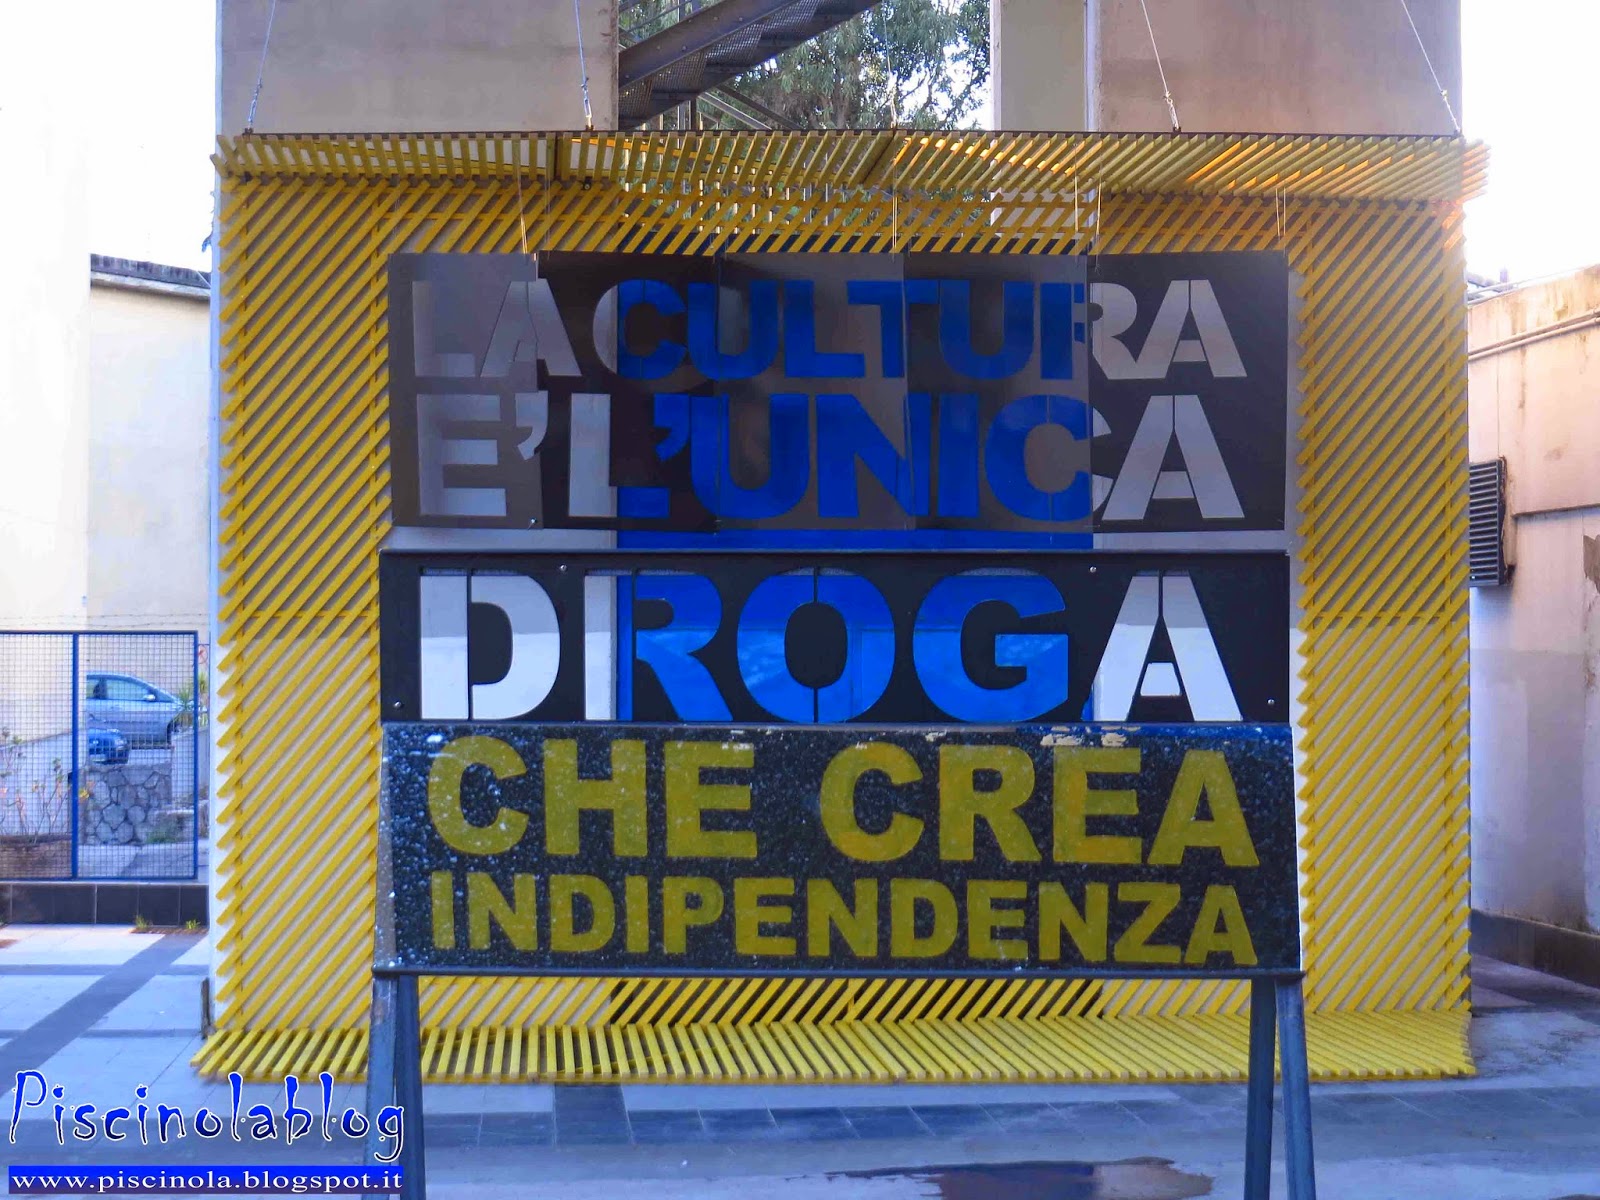 LA CULTURA
E' L'UNICA
DROGA
CHE CREA
INDIPENDENZA
Piscinolablog
www.piscinola.blogspot.it